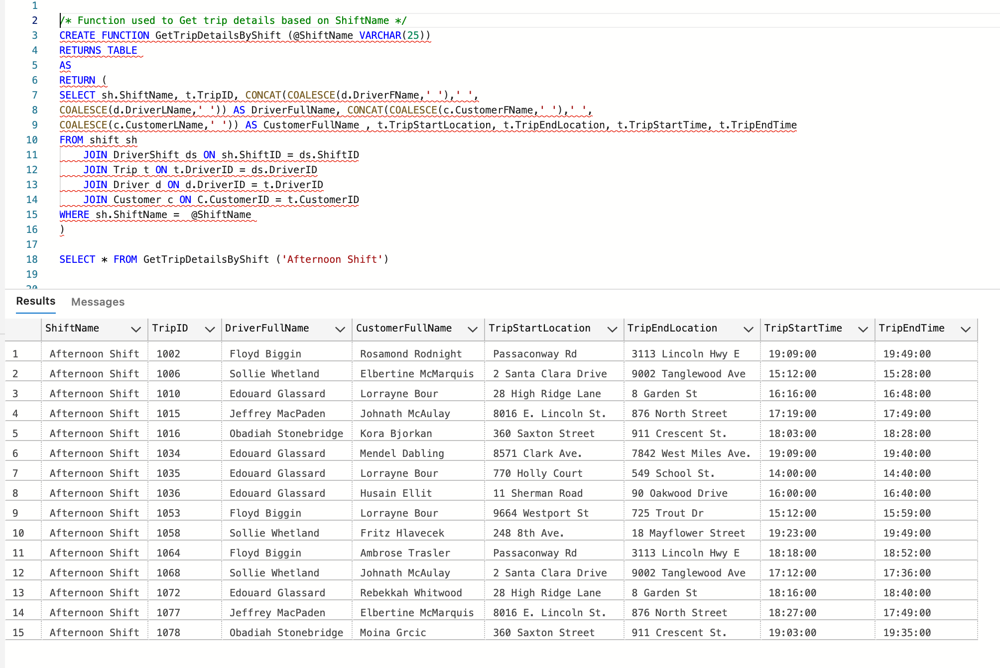 1
2 /* Function used to Get trip details based on ShiftName */
3 CREATE FUNCTION GetTripDetailsByShift (@ShiftName VARCHAR(25))
4 RETURNS TABLE
5 AS
6 RETURN (
7 SELECT sh.ShiftName, t.TripID, CONCAT(COALESCE(d.DriverFName,' '),' ',
8 COALESCE(d.DriverLName,' ')) AS DriverFullName, CONCAT(COALESCE(c.CustomerFName,' '),' ',
9 COALESCE(c.CustomerLName,' ')) AS CustomerFullName , t.TripStartLocation, t.TripEndLocation, t.TripStartTime, t.TripEndTime
10 FROM shift sh
11 JOIN DriverShift ds ON sh.ShiftID = ds.ShiftID
12 JOIN Trip t ON t.DriverID = ds.DriverID
13 JOIN Driver d ON d.DriverID = t.DriverID
14 JOIN Customer c ON C.CustomerID = t.CustomerID
15 WHERE sh.ShiftName =  @ShiftName
16 )
17
18 SELECT * FROM GetTripDetailsByShift ('Afternoon Shift')
19
20
Results Messages
ShiftName TripID DriverFullName CustomerFullName TripStartLocation TripEndLocation TripStartTime TripEndTime
1 Afternoon Shift 1002 Floyd Biggin Rosamond Rodnight Passaconway Rd 3113 Lincoln Hwy E 19:09:00 19:49:00
2 Afternoon Shift 1006 Sollie Whetland Elbertine McMarquis 2 Santa Clara Drive 9002 Tanglewood Ave 15:12:00 15:28:00
3 Afternoon Shift 1010 Edouard Glassard Lorrayne Bour 28 High Ridge Lane 8 Garden St 16:16:00 16:48:00
4 Afternoon Shift 1015 Jeffrey MacPaden Johnath McAulay 8016 E. Lincoln St. 876 North Street 17:19:00 17:49:00
5 Afternoon Shift 1016 Obadiah Stonebridge Kora Bjorkan 360 Saxton Street 911 Crescent St. 18:03:00 18:28:00
6 Afternoon Shift 1034 Edouard Glassard Mendel Dabling 8571 Clark Ave. 7842 West Miles Ave. 19:09:00 19:40:00
7 Afternoon Shift 1035 Edouard Glassard Lorrayne Bour 770 Holly Court 549 School St. 14:00:00 14:40:00
8 Afternoon Shift 1036 Edouard Glassard Husain Ellit 11 Sherman Road 90 Oakwood Drive 16:00:00 16:40:00
9 Afternoon Shift 1053 Floyd Biggin Lorrayne Bour 9664 Westport St 725 Trout Dr 15:12:00 15:59:00
10 Afternoon Shift 1058 Sollie Whetland Fritz Hlavecek 248 8th Ave. 18 Mayflower Street 19:23:00 19:49:00
11 Afternoon Shift 1064 Floyd Biggin Ambrose Trasler Passaconway Rd 3113 Lincoln Hwy E 18:18:00 18:52:00
12 Afternoon Shift 1068 Sollie Whetland Johnath McAulay 2 Santa Clara Drive 9002 Tanglewood Ave 17:12:00 17:36:00
13 Afternoon Shift 1072 Edouard Glassard Rebekkah Whitwood 28 High Ridge Lane 8 Garden St 18:16:00 18:40:00
14 Afternoon Shift 1077 Jeffrey MacPaden Elbertine McMarquis 8016 E. Lincoln St. 876 North Street 18:27:00 17:49:00
15 Afternoon Shift 1078 Obadiah Stonebridge Moina Grcic 360 Saxton Street 911 Crescent St. 19:03:00 19:35:00